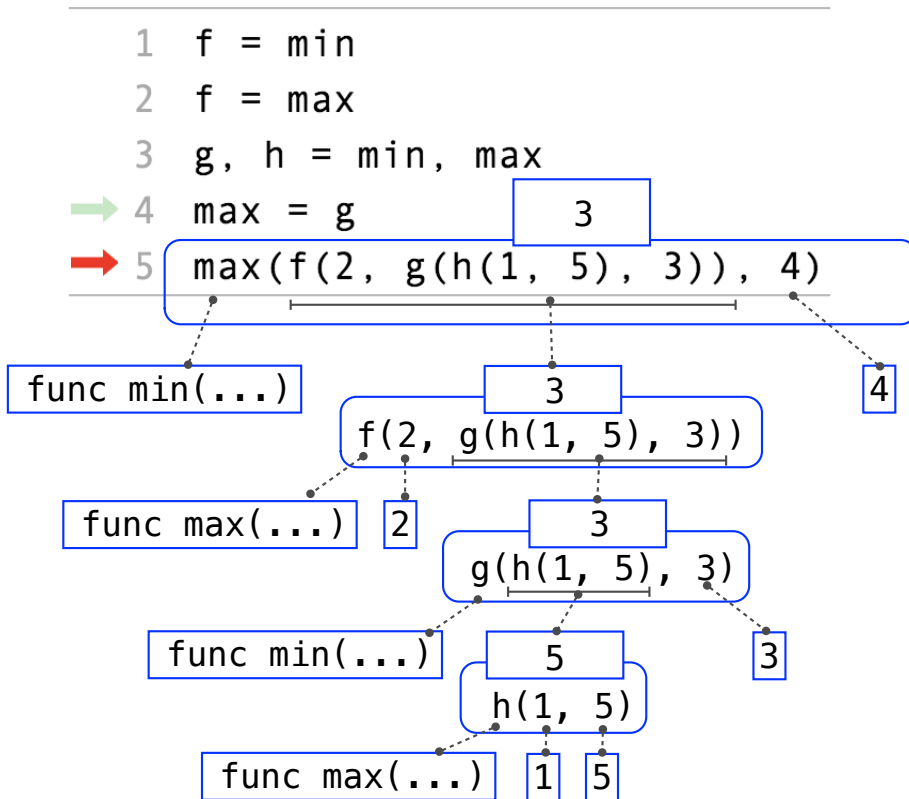 1 f = min
2 f = max
3 g, h = min, max
4 max = g
3
5 max(f(2, g(h(1, 5), 3)), 4)
func min(...)
3
4
f(2, g(h(1, 5), 3))
func max(...)
2
3
g(h(1, 5), 3)
func min(...)
5
3
h(1, 5)
func max(...)
1
5